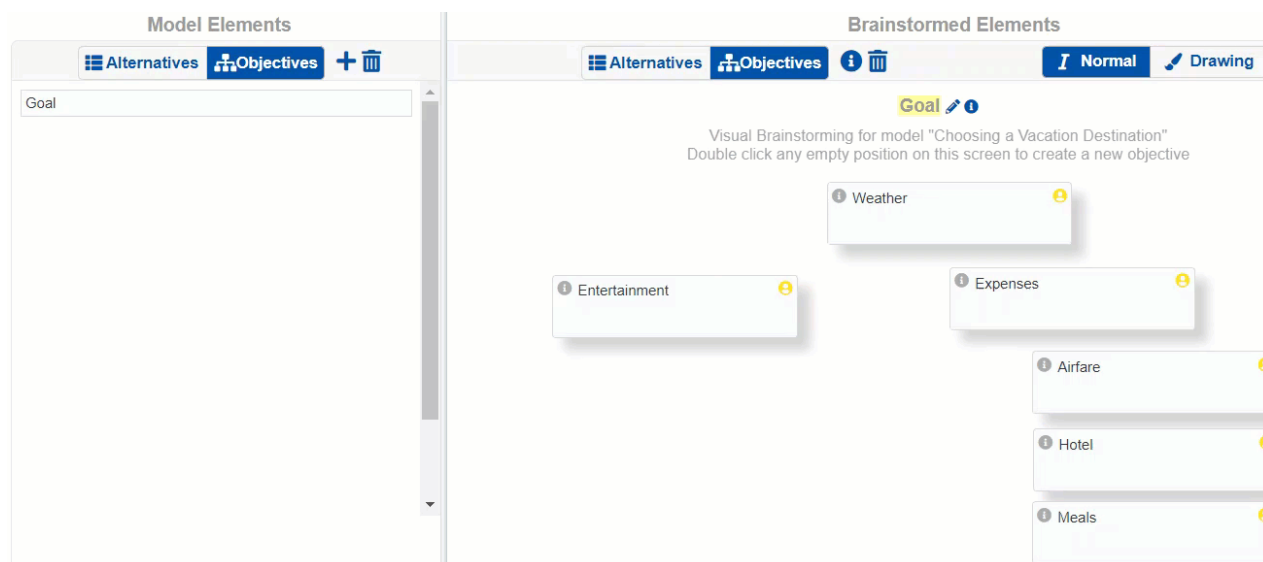 Model Elements
Alternatives Objectives
Goal
Brainstormed Elements
Alternatives Objectives Normal Drawing
Goal
Visual Brainstorming for model "Choosing a Vacation Destination"
Double click any empty position on this screen to create a new objective
Weather
Entertainment
Expenses
Airfare
Hotel
Meals